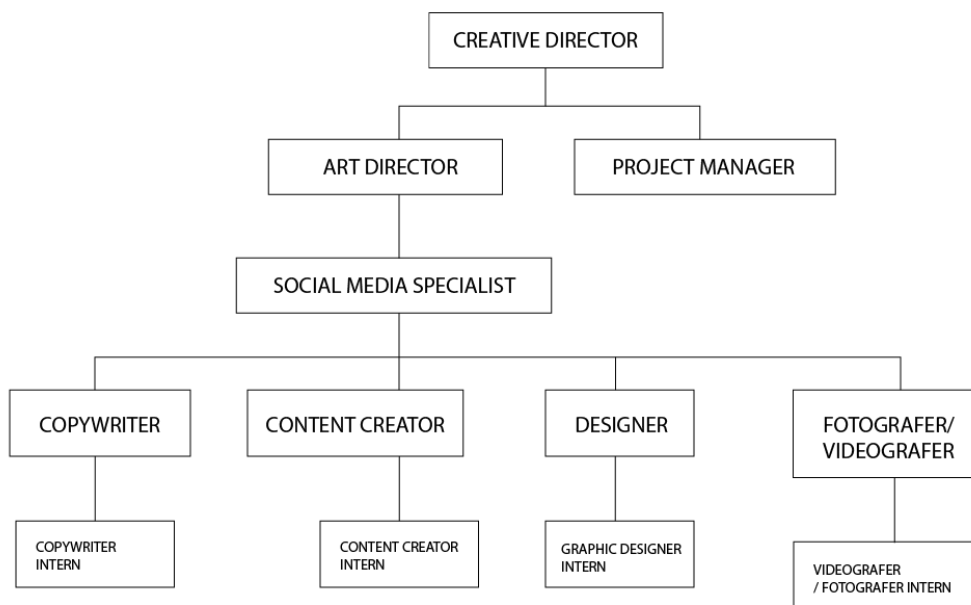 CREATIVE DIRECTOR
ART DIRECTOR
PROJECT MANAGER
SOCIAL MEDIA SPECIALIST
COPYWRITER
CONTENT CREATOR
DESIGNER
FOTOGRAFER/
VIDEOGRAFER
COPYWRITER
INTERN
CONTENT CREATOR
INTERN
GRAPHIC DESIGNER
INTERN
VIDEOGRAFER
/ FOTOGRAFER INTERN